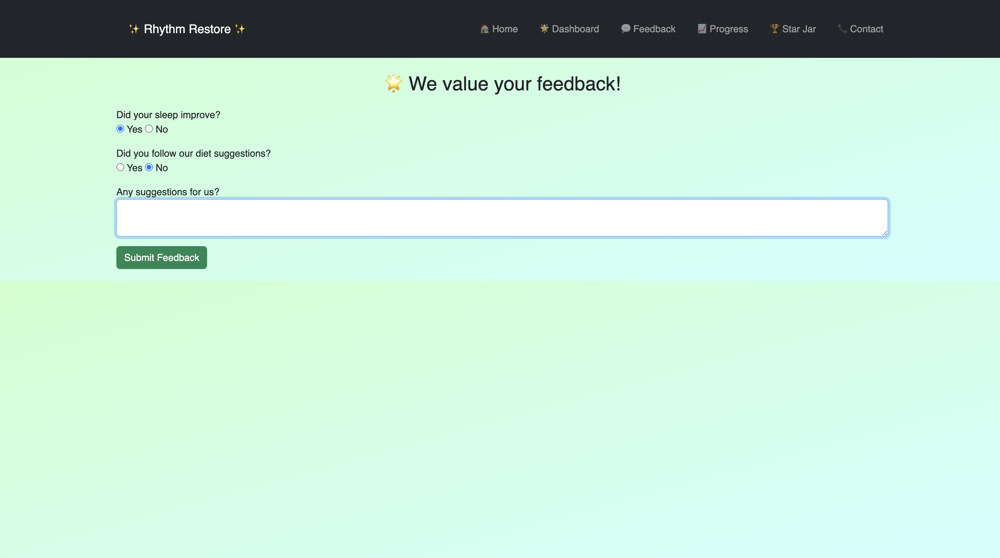 ✨ Rhythm Restore ✨
🏠 Home 🌟 Dashboard 💬 Feedback 📈 Progress 🏆 Star Jar 📞 Contact
🌟 We value your feedback!
Did your sleep improve?
Yes No
Did you follow our diet suggestions?
Yes No
Any suggestions for us?
Submit Feedback